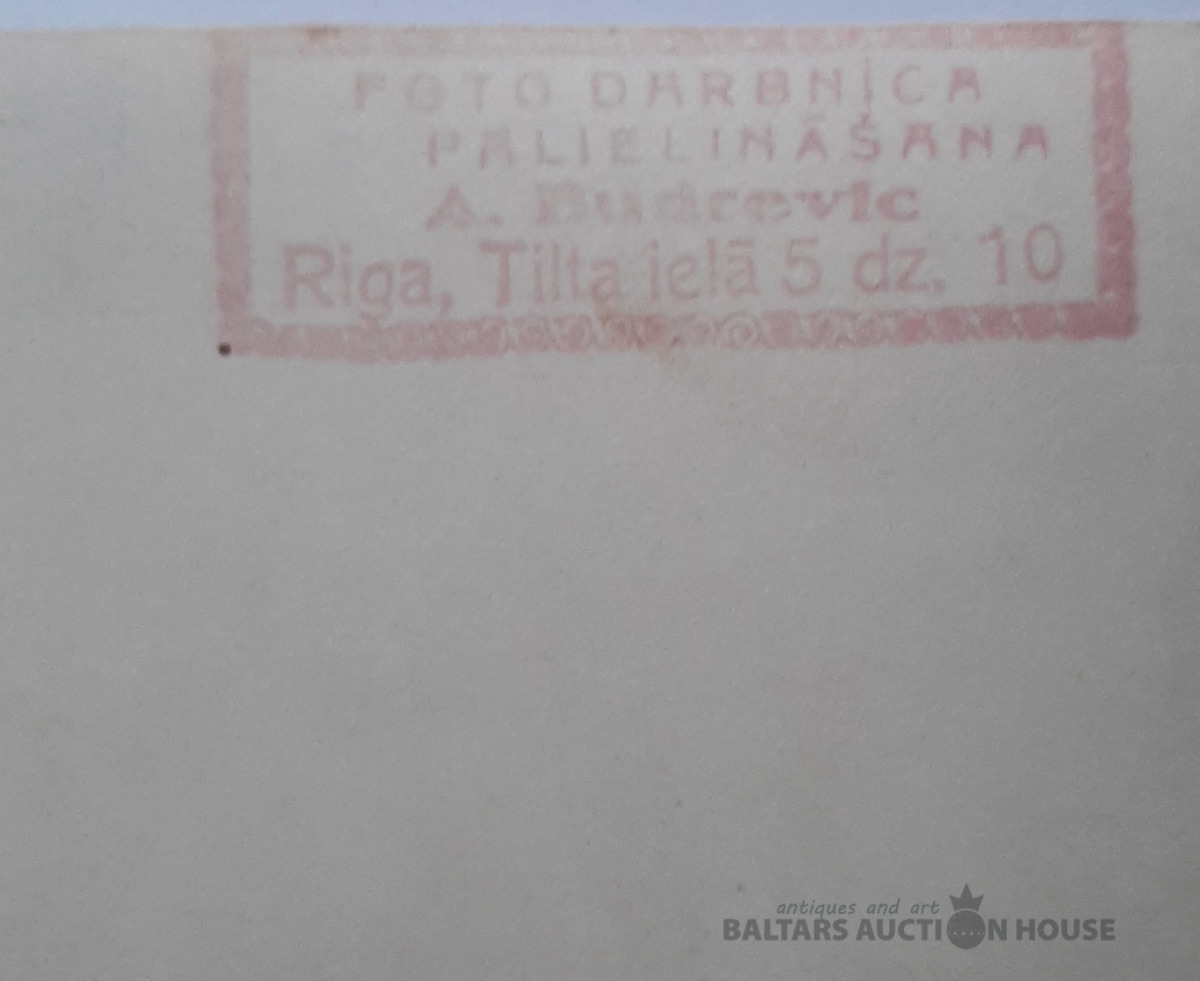 FOTO DARBNĪCA
PALIELINĀŠANA
A. Budrevic
Riga, Tilta ielā 5 dz. 10
antiques and art
BALTARS AUCTION HOUSE